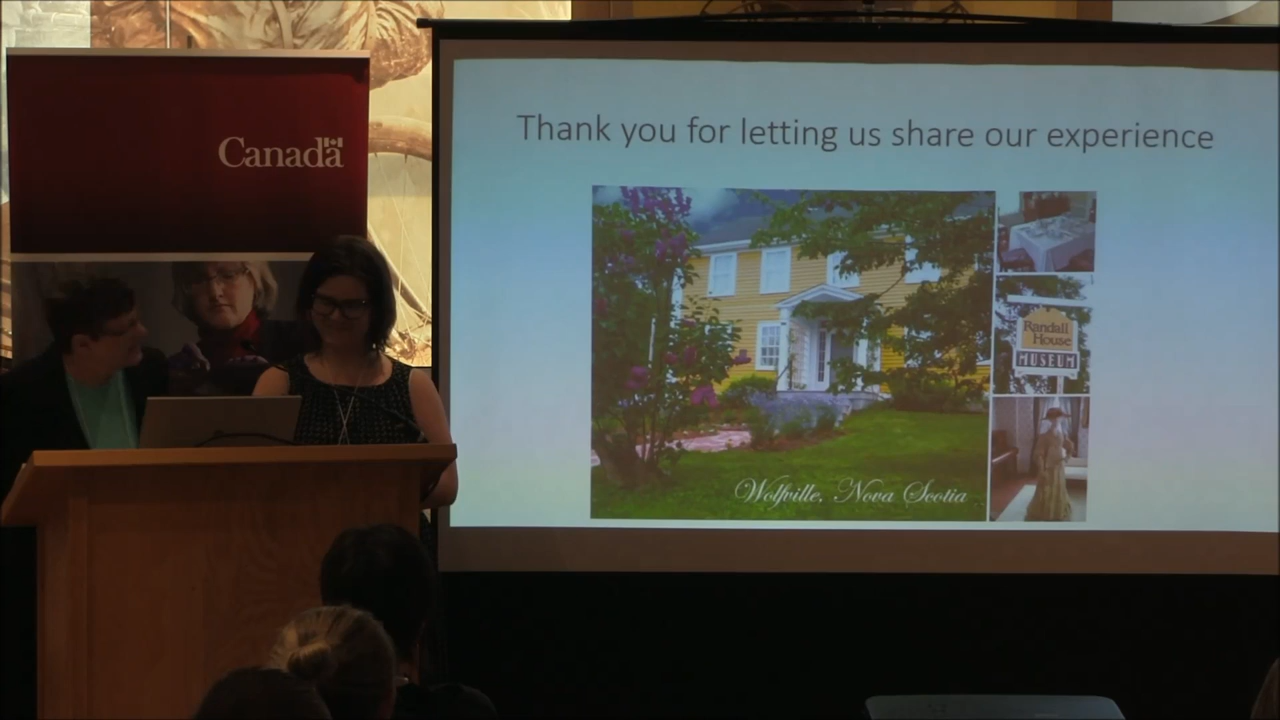 Canada
Thank you for letting us share our experience
Randall
House
MUSEUM
Wolfville, Nova Scotia